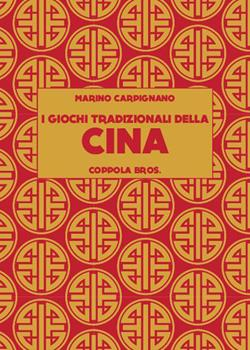 MARINO CARPIGNANO
I GIOCHI TRADIZIONALI DELLA
CINA
COPPOLA BROS.